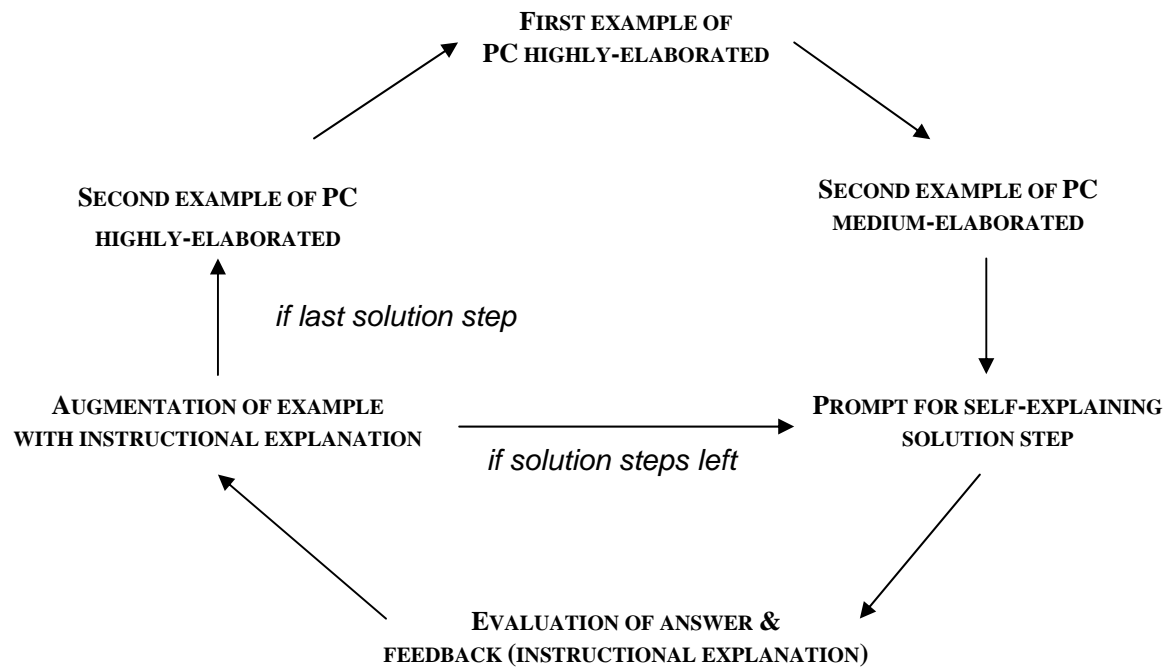 FIRST EXAMPLE OF
PC HIGHLY-ELABORATED
SECOND EXAMPLE OF PC
HIGHLY-ELABORATED
SECOND EXAMPLE OF PC
MEDIUM-ELABORATED
if last solution step
AUGMENTATION OF EXAMPLE
WITH INSTRUCTIONAL EXPLANATION
PROMPT FOR SELF-EXPLAINING
SOLUTION STEP
if solution steps left
EVALUATION OF ANSWER &
FEEDBACK (INSTRUCTIONAL EXPLANATION)